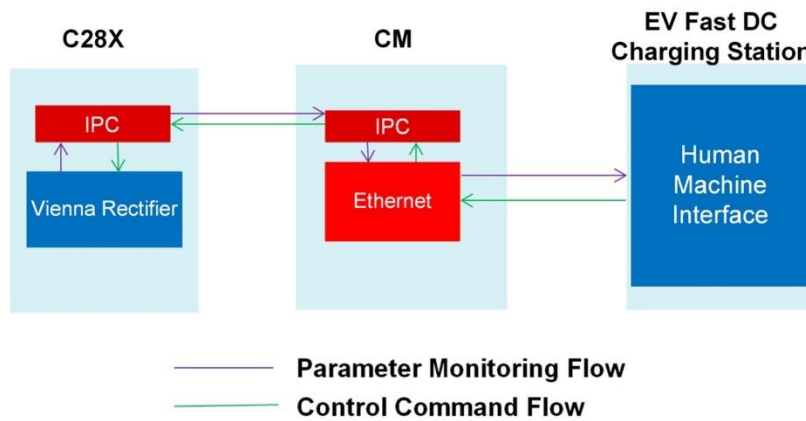 C28X
CM
EV Fast DC
Charging Station
IPC
IPC
Vienna Rectifier
Ethernet
Human
Machine
Interface
Parameter Monitoring Flow
Control Command Flow